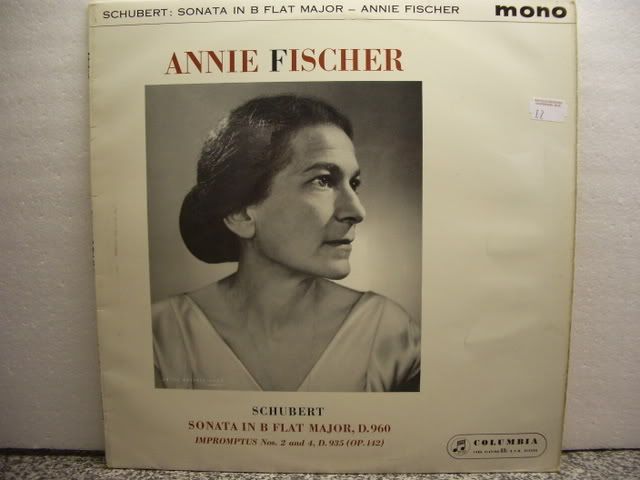 SCHUBERT: SONATA IN B FLAT MAJOR – ANNIE FISCHER
mono
ANNIE FISCHER
£2
SCHUBERT
SONATA IN B FLAT MAJOR, D.960
IMPROMPTUS Nos. 2 and 4, D.935 (OP.142)
COLUMBIA